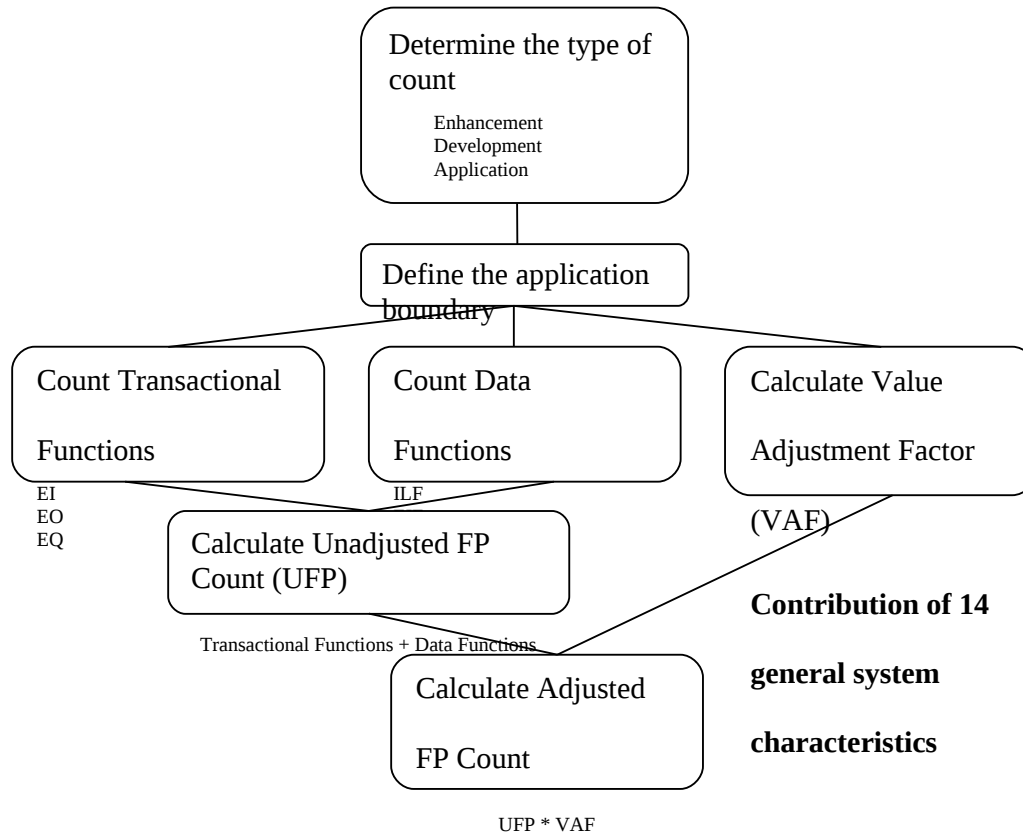 Determine the type of
count
Enhancement
Development
Application
Define the application
boundary
Count Transactional
Functions
EI
EO
EQ
Count Data
Functions
ILF
Calculate Value
Adjustment Factor
(VAF)
Contribution of 14
general system
characteristics
Calculate Unadjusted FP
Count (UFP)
Transactional Functions + Data Functions
Calculate Adjusted
FP Count
UFP * VAF